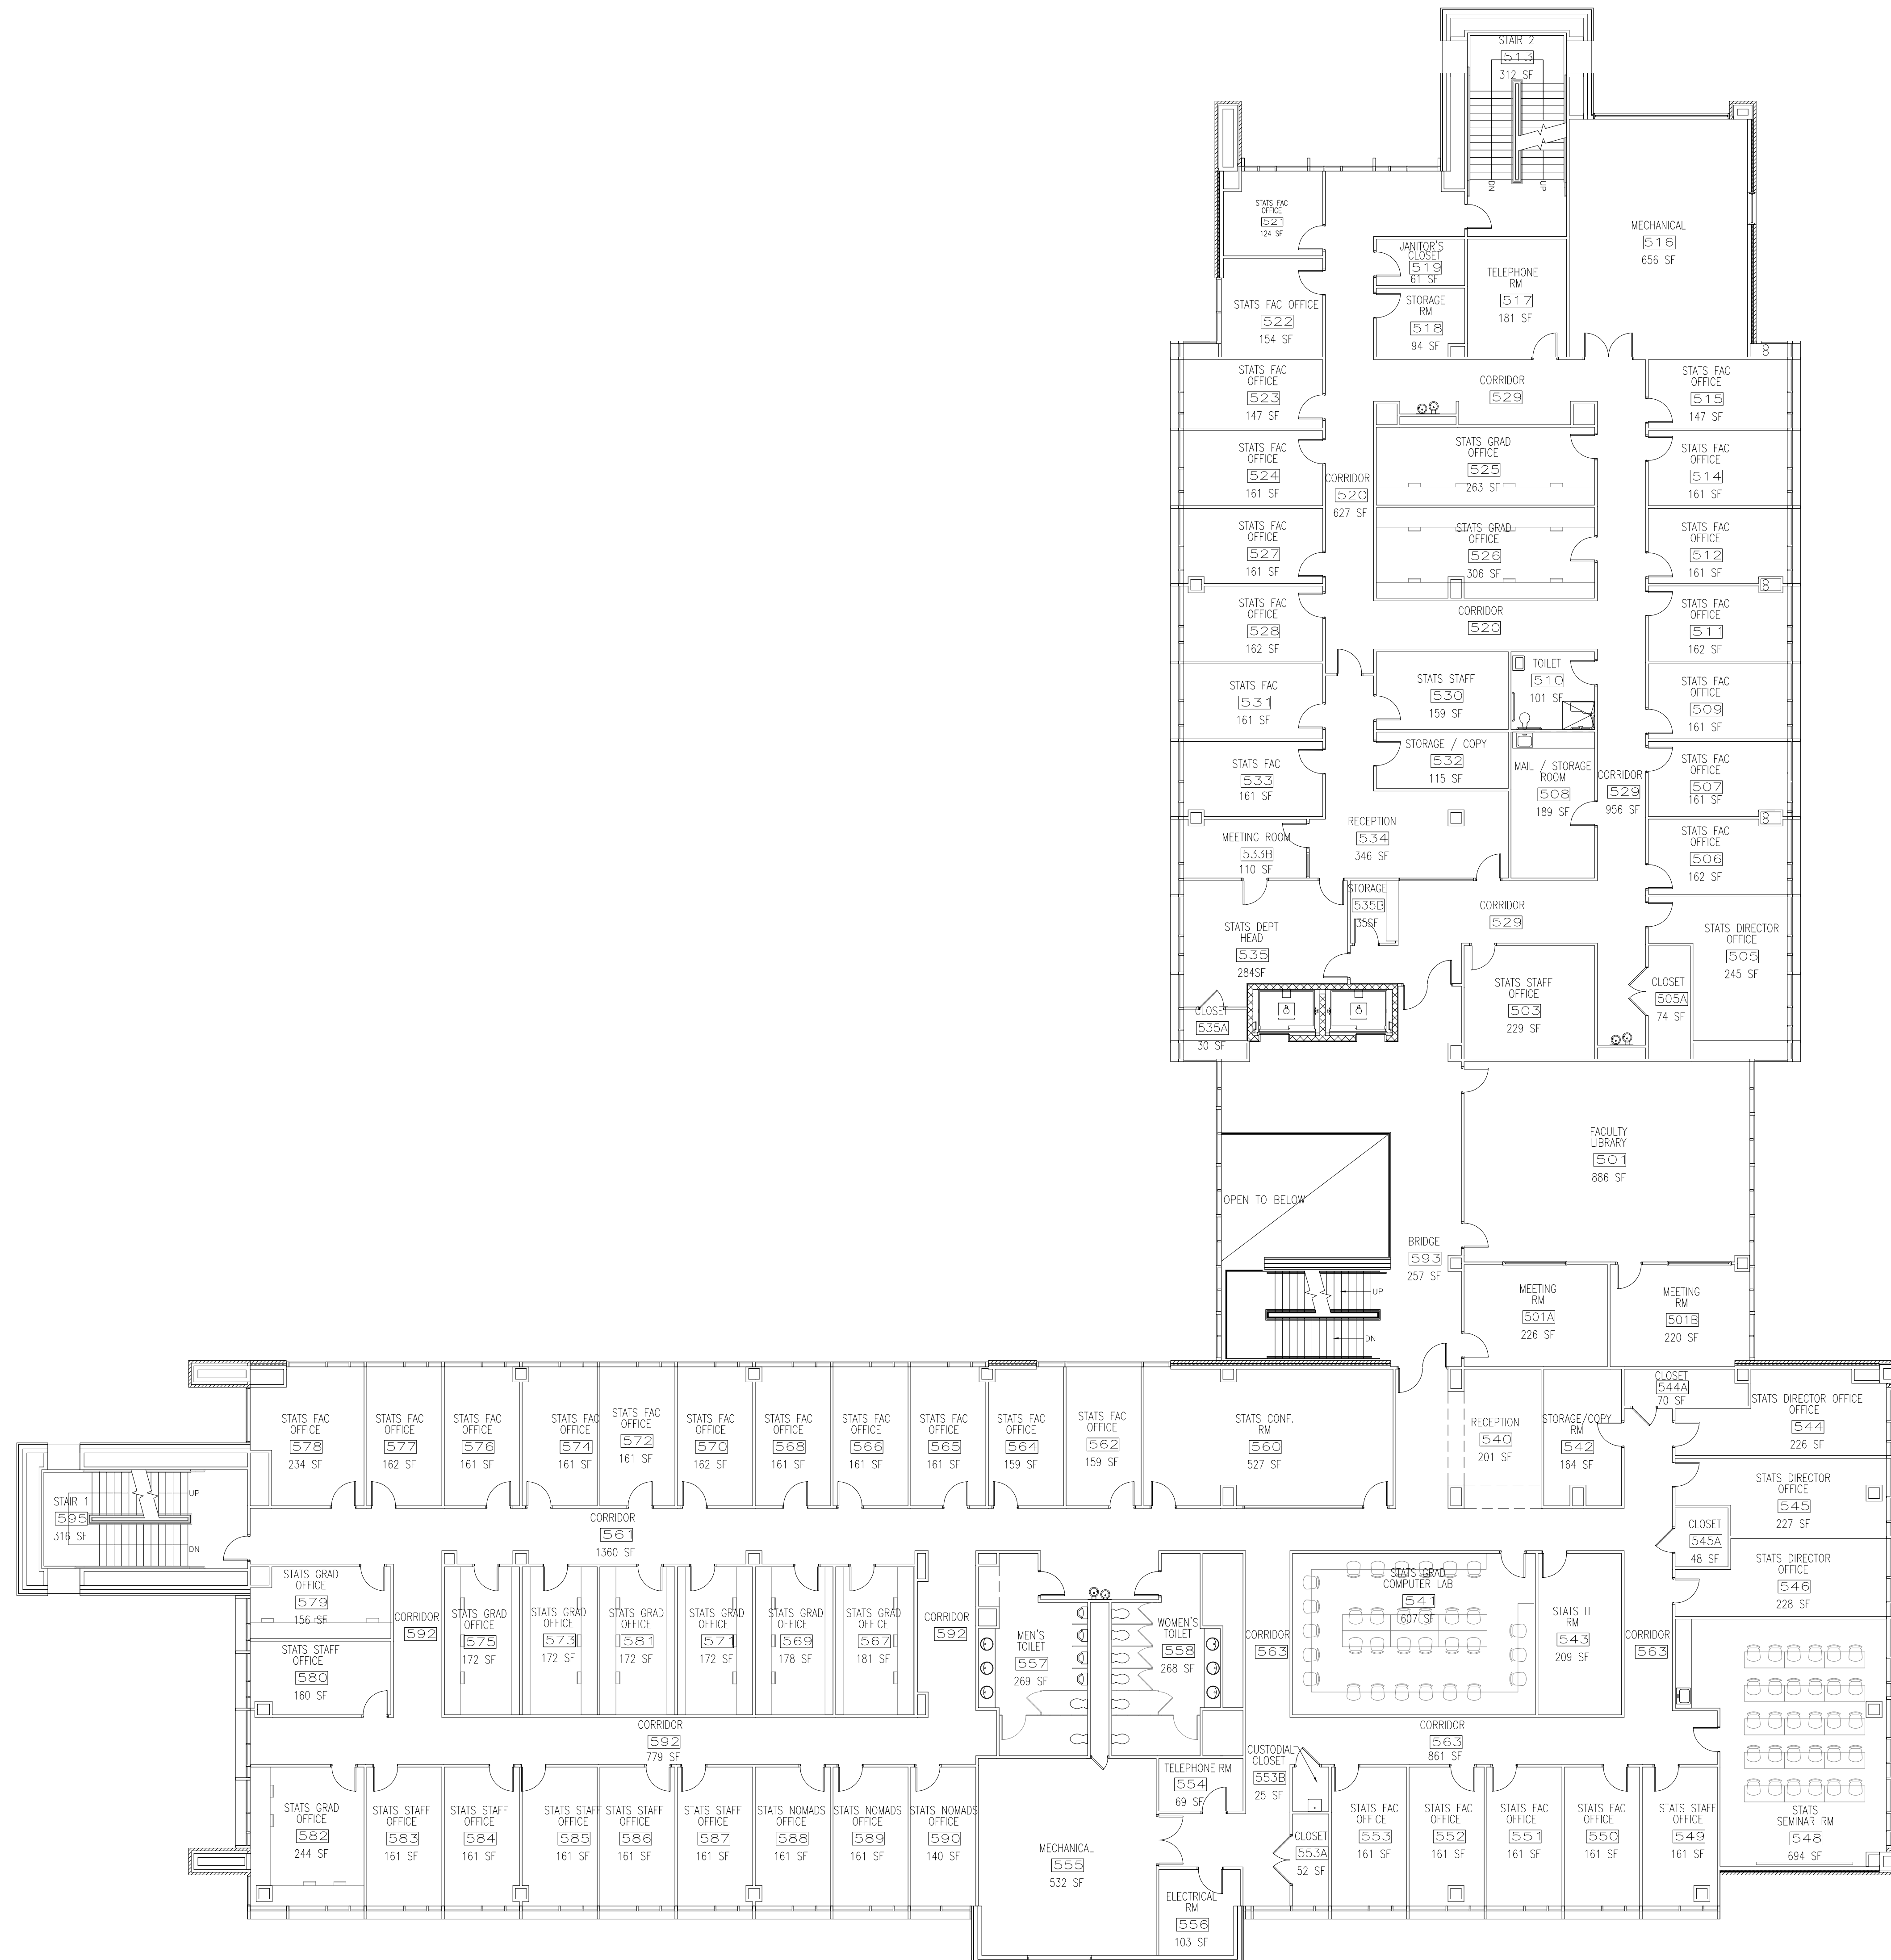 STAIR 2
513
312 SF
DN
UP
STATS FAC
OFFICE
521
124 SF
MECHANICAL
516
656 SF
JANITOR'S
CLOSET
519
61 SF
TELEPHONE
RM
517
181 SF
STATS FAC OFFICE
522
154 SF
STORAGE
RM
518
94 SF
STATS FAC
OFFICE
523
147 SF
CORRIDOR
529
STATS FAC
OFFICE
515
147 SF
STATS FAC
OFFICE
524
161 SF
CORRIDOR
520
627 SF
STATS GRAD
OFFICE
525
263 SF
STATS FAC
OFFICE
514
161 SF
STATS FAC
OFFICE
527
161 SF
STATS GRAD
OFFICE
526
306 SF
STATS FAC
OFFICE
512
161 SF
STATS FAC
OFFICE
528
162 SF
CORRIDOR
520
STATS FAC
OFFICE
511
162 SF
STATS FAC
531
161 SF
STATS STAFF
530
159 SF
TOILET
510
101 SF
STATS FAC
OFFICE
509
161 SF
STATS FAC
533
161 SF
STORAGE / COPY
532
115 SF
MAIL / STORAGE
ROOM
508
189 SF
CORRIDOR
529
956 SF
STATS FAC
OFFICE
507
161 SF
MEETING ROOM
533B
110 SF
RECEPTION
534
346 SF
STATS FAC
OFFICE
506
162 SF
STORAGE
535B
35SF
STATS DEPT
HEAD
535
284SF
CORRIDOR
529
STATS DIRECTOR
OFFICE
505
245 SF
STATS STAFF
OFFICE
503
229 SF
CLOSET
505A
74 SF
CLOSET
535A
30 SF
FACULTY
LIBRARY
501
886 SF
OPEN TO BELOW
BRIDGE
593
257 SF
UP
DN
MEETING
RM
501A
226 SF
MEETING
RM
501B
220 SF
STATS FAC
OFFICE
578
234 SF
STATS FAC
OFFICE
577
162 SF
STATS FAC
OFFICE
576
161 SF
STATS FAC
OFFICE
574
161 SF
STATS FAC
OFFICE
572
161 SF
STATS FAC
OFFICE
570
162 SF
STATS FAC
OFFICE
568
161 SF
STATS FAC
OFFICE
566
161 SF
STATS FAC
OFFICE
565
161 SF
STATS FAC
OFFICE
564
159 SF
STATS FAC
OFFICE
562
159 SF
STATS CONF.
RM
560
527 SF
RECEPTION
540
201 SF
STORAGE/COPY
RM
542
164 SF
CLOSET
544A
70 SF
STATS DIRECTOR OFFICE
OFFICE
544
226 SF
STATS DIRECTOR
OFFICE
545
227 SF
CLOSET
545A
48 SF
STATS DIRECTOR
OFFICE
546
228 SF
STAIR 1
595
316 SF
UP
DN
CORRIDOR
561
1360 SF
STATS GRAD
OFFICE
579
156 SF
STATS STAFF
OFFICE
580
160 SF
CORRIDOR
592
STATS GRAD
OFFICE
575
172 SF
STATS GRAD
OFFICE
573
172 SF
STATS GRAD
OFFICE
581
172 SF
STATS GRAD
OFFICE
571
172 SF
STATS GRAD
OFFICE
569
178 SF
STATS GRAD
OFFICE
567
181 SF
CORRIDOR
592
MEN'S
TOILET
557
269 SF
WOMEN'S
TOILET
558
268 SF
CORRIDOR
563
STATS GRAD
COMPUTER LAB
541
607 SF
STATS IT
RM
543
209 SF
CORRIDOR
563
CORRIDOR
592
779 SF
CORRIDOR
563
861 SF
STATS GRAD
OFFICE
582
244 SF
STATS STAFF
OFFICE
583
161 SF
STATS STAFF
OFFICE
584
161 SF
STATS STAFF
OFFICE
585
161 SF
STATS STAFF
OFFICE
586
161 SF
STATS STAFF
OFFICE
587
161 SF
STATS NOMADS
OFFICE
588
161 SF
STATS NOMADS
OFFICE
589
161 SF
STATS NOMADS
OFFICE
590
140 SF
MECHANICAL
555
532 SF
TELEPHONE RM
554
69 SF
CUSTODIAL
CLOSET
553B
25 SF
CLOSET
553A
52 SF
ELECTRICAL
RM
556
103 SF
STATS FAC
OFFICE
553
161 SF
STATS FAC
OFFICE
552
161 SF
STATS FAC
OFFICE
551
161 SF
STATS FAC
OFFICE
550
161 SF
STATS STAFF
OFFICE
549
161 SF
STATS
SEMINAR RM
548
694 SF